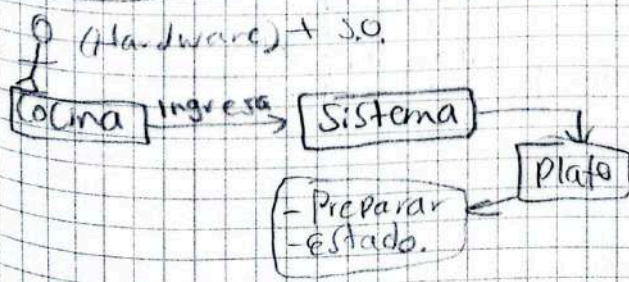 (Hardware) + S.O.
Cocina
Ingresa
Sistema
Plato
- Preparar
- Estado.